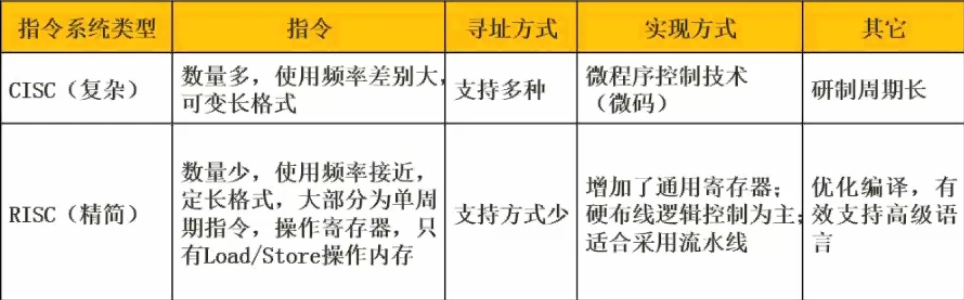 指令系统类型 指令 寻址方式 实现方式 其它
CISC（复杂）
数量多，使用频率差别大，
可变长格式
支持多种
微程序控制技术
（微码）
研制周期长
RISC（精简）
数量少，使用频率接近，
定长格式，大部分为单周
期指令，操作寄存器，只
有Load/Store操作内存
支持方式少
增加了通用寄存器；
硬布线逻辑控制为主；
适合采用流水线
优化编译，有
效支持高级语
言